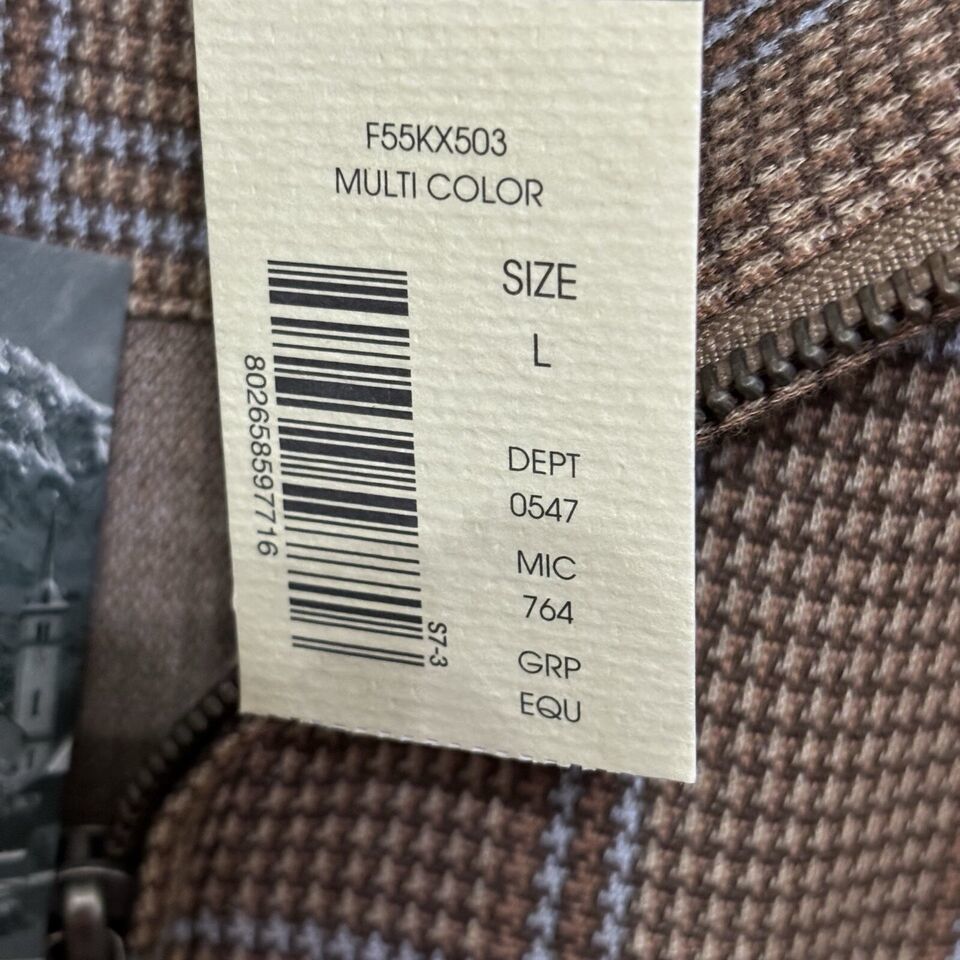 F55KX503
MULTI COLOR
SIZE
L
802658597716
DEPT
0547
MIC
764
S7-3
GRP
EQU